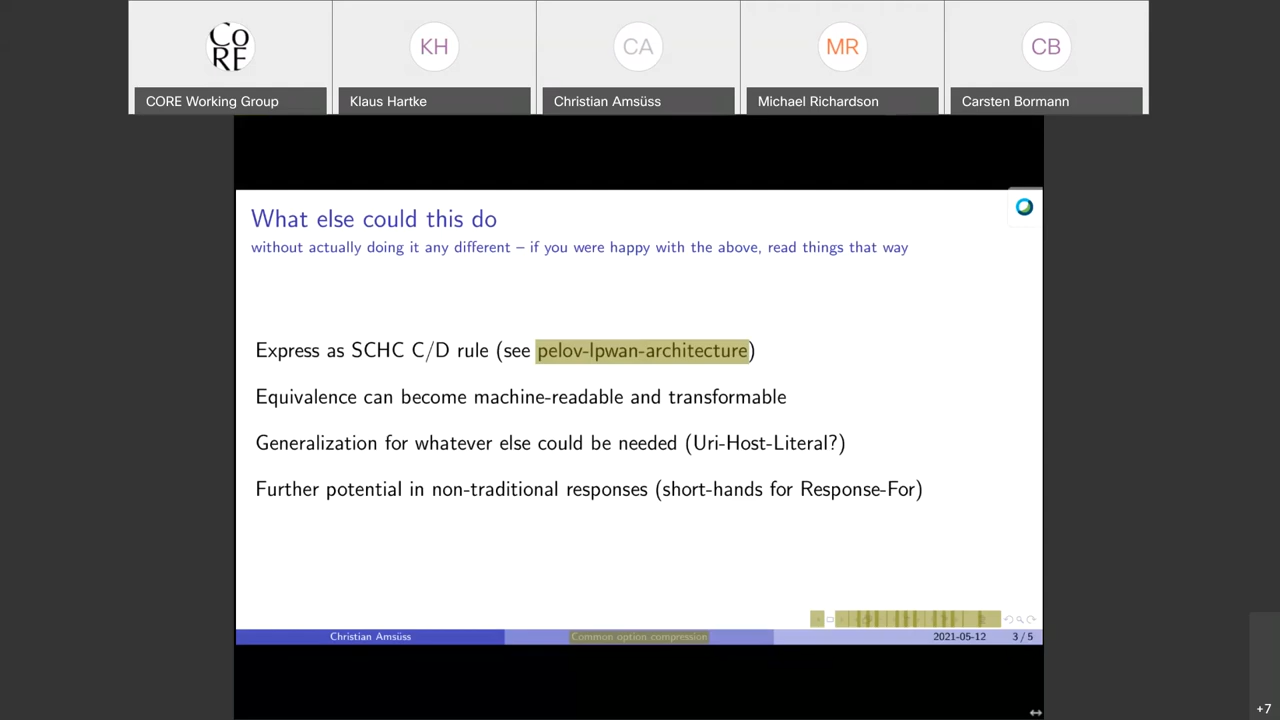 CORE
KH
CA
MR
CB
CORE Working Group
Klaus Hartke
Christian Amsüss
Michael Richardson
Carsten Bormann
What else could this do
without actually doing it any different – if you were happy with the above, read things that way
Express as SCHC C/D rule (see pelov-lpwan-architecture)
Equivalence can become machine-readable and transformable
Generalization for whatever else could be needed (Uri-Host-Literal?)
Further potential in non-traditional responses (short-hands for Response-For)
Christian Amsüss
Common option compression
2021-05-12
3 / 5
+7